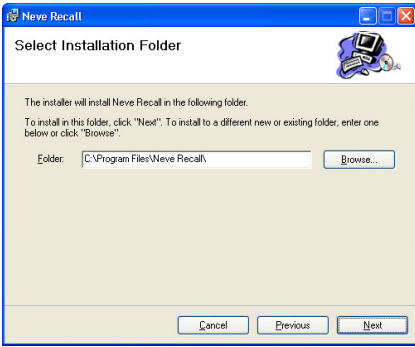 Neve Recall
Select Installation Folder
The installer will install Neve Recall in the following folder.
To install in this folder, click "Next". To install to a different new or existing folder, enter one
below or click "Browse".
Folder: C:\Program Files\Neve Recall\ Browse...
Cancel Previous Next